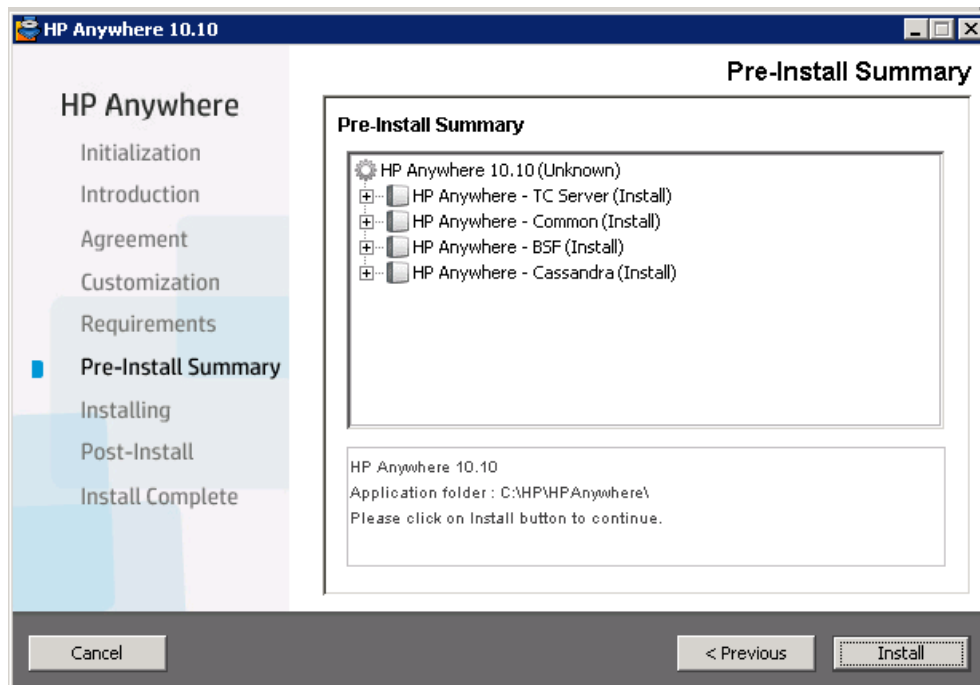 HP Anywhere 10.10
Pre-Install Summary
HP Anywhere
Initialization
Introduction
Agreement
Customization
Requirements
Pre-Install Summary
Installing
Post-Install
Install Complete
Pre-Install Summary
HP Anywhere 10.10 (Unknown)
HP Anywhere - TC Server (Install)
HP Anywhere - Common (Install)
HP Anywhere - BSF (Install)
HP Anywhere - Cassandra (Install)
HP Anywhere 10.10
Application folder : C:\HP\HPAnywhere\
Please click on Install button to continue.
Cancel
< Previous
Install